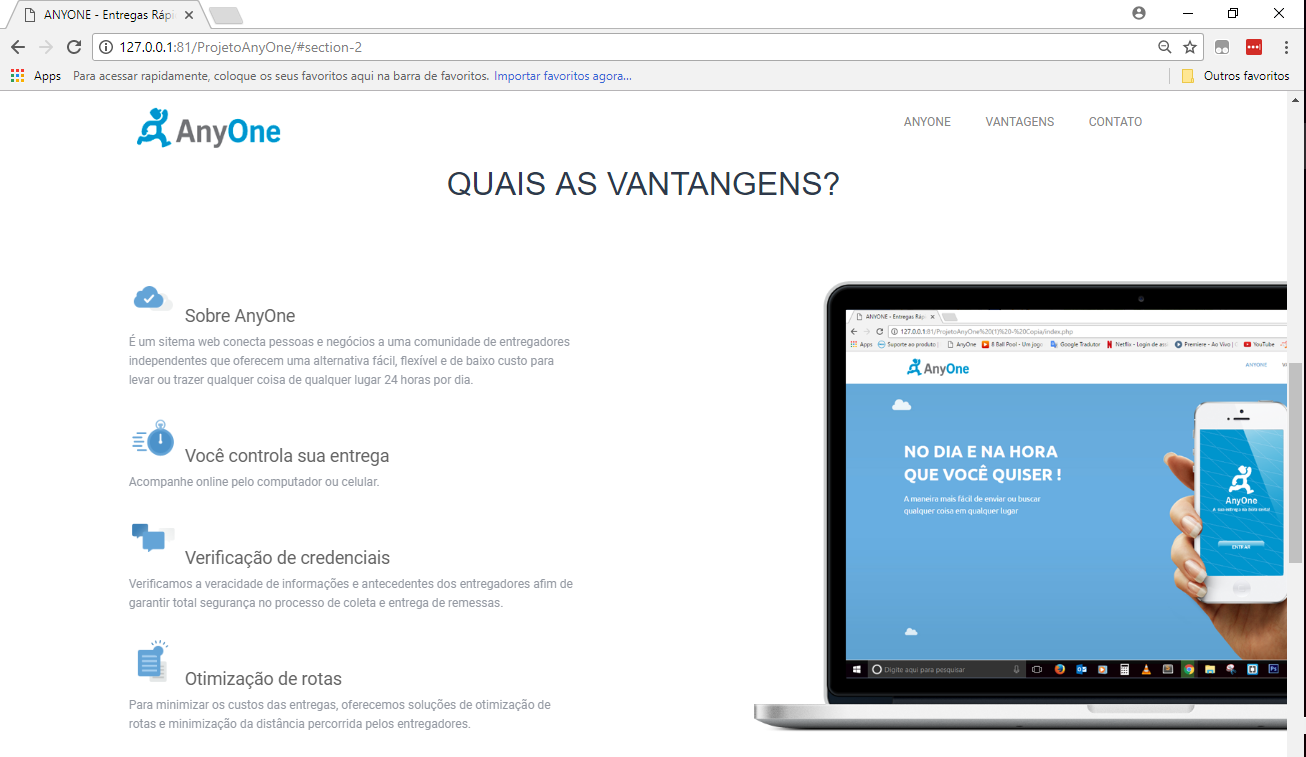 ANYONE - Entregas Rápi
127.0.0.1:81/ProjetoAnyOne/#section-2
Apps Para acessar rapidamente, coloque os seus favoritos aqui na barra de favoritos. Importar favoritos agora... Outros favoritos
AnyOne
ANYONE VANTAGENS CONTATO
QUAIS AS VANTANGENS?
Sobre AnyOne
É um sitema web conecta pessoas e negócios a uma comunidade de entregadores
independentes que oferecem uma alternativa fácil, flexível e de baixo custo para
levar ou trazer qualquer coisa de qualquer lugar 24 horas por dia.
Você controla sua entrega
Acompanhe online pelo computador ou celular.
Verificação de credenciais
Verificamos a veracidade de informações e antecedentes dos entregadores afim de
garantir total segurança no processo de coleta e entrega de remessas.
Otimização de rotas
Para minimizar os custos das entregas, oferecemos soluções de otimização de
rotas e minimização da distância percorrida pelos entregadores.
ANYONE - Entregas Rápi
127.0.0.1:81/ProjetoAnyOne%20(1)%20-%20Copia/index.php
Apps Suporte ao produto AnyOne 8 Ball Pool - Um jogo Google Tradutor Netflix - Login de ass Premiere - Ao Vivo YouTube
AnyOne
ANYONE
NO DIA E NA HORA
QUE VOCÊ QUISER !
A maneira mais fácil de enviar ou buscar
qualquer coisa em qualquer lugar
AnyOne
ENTRAR
Digite aqui para pesquisar